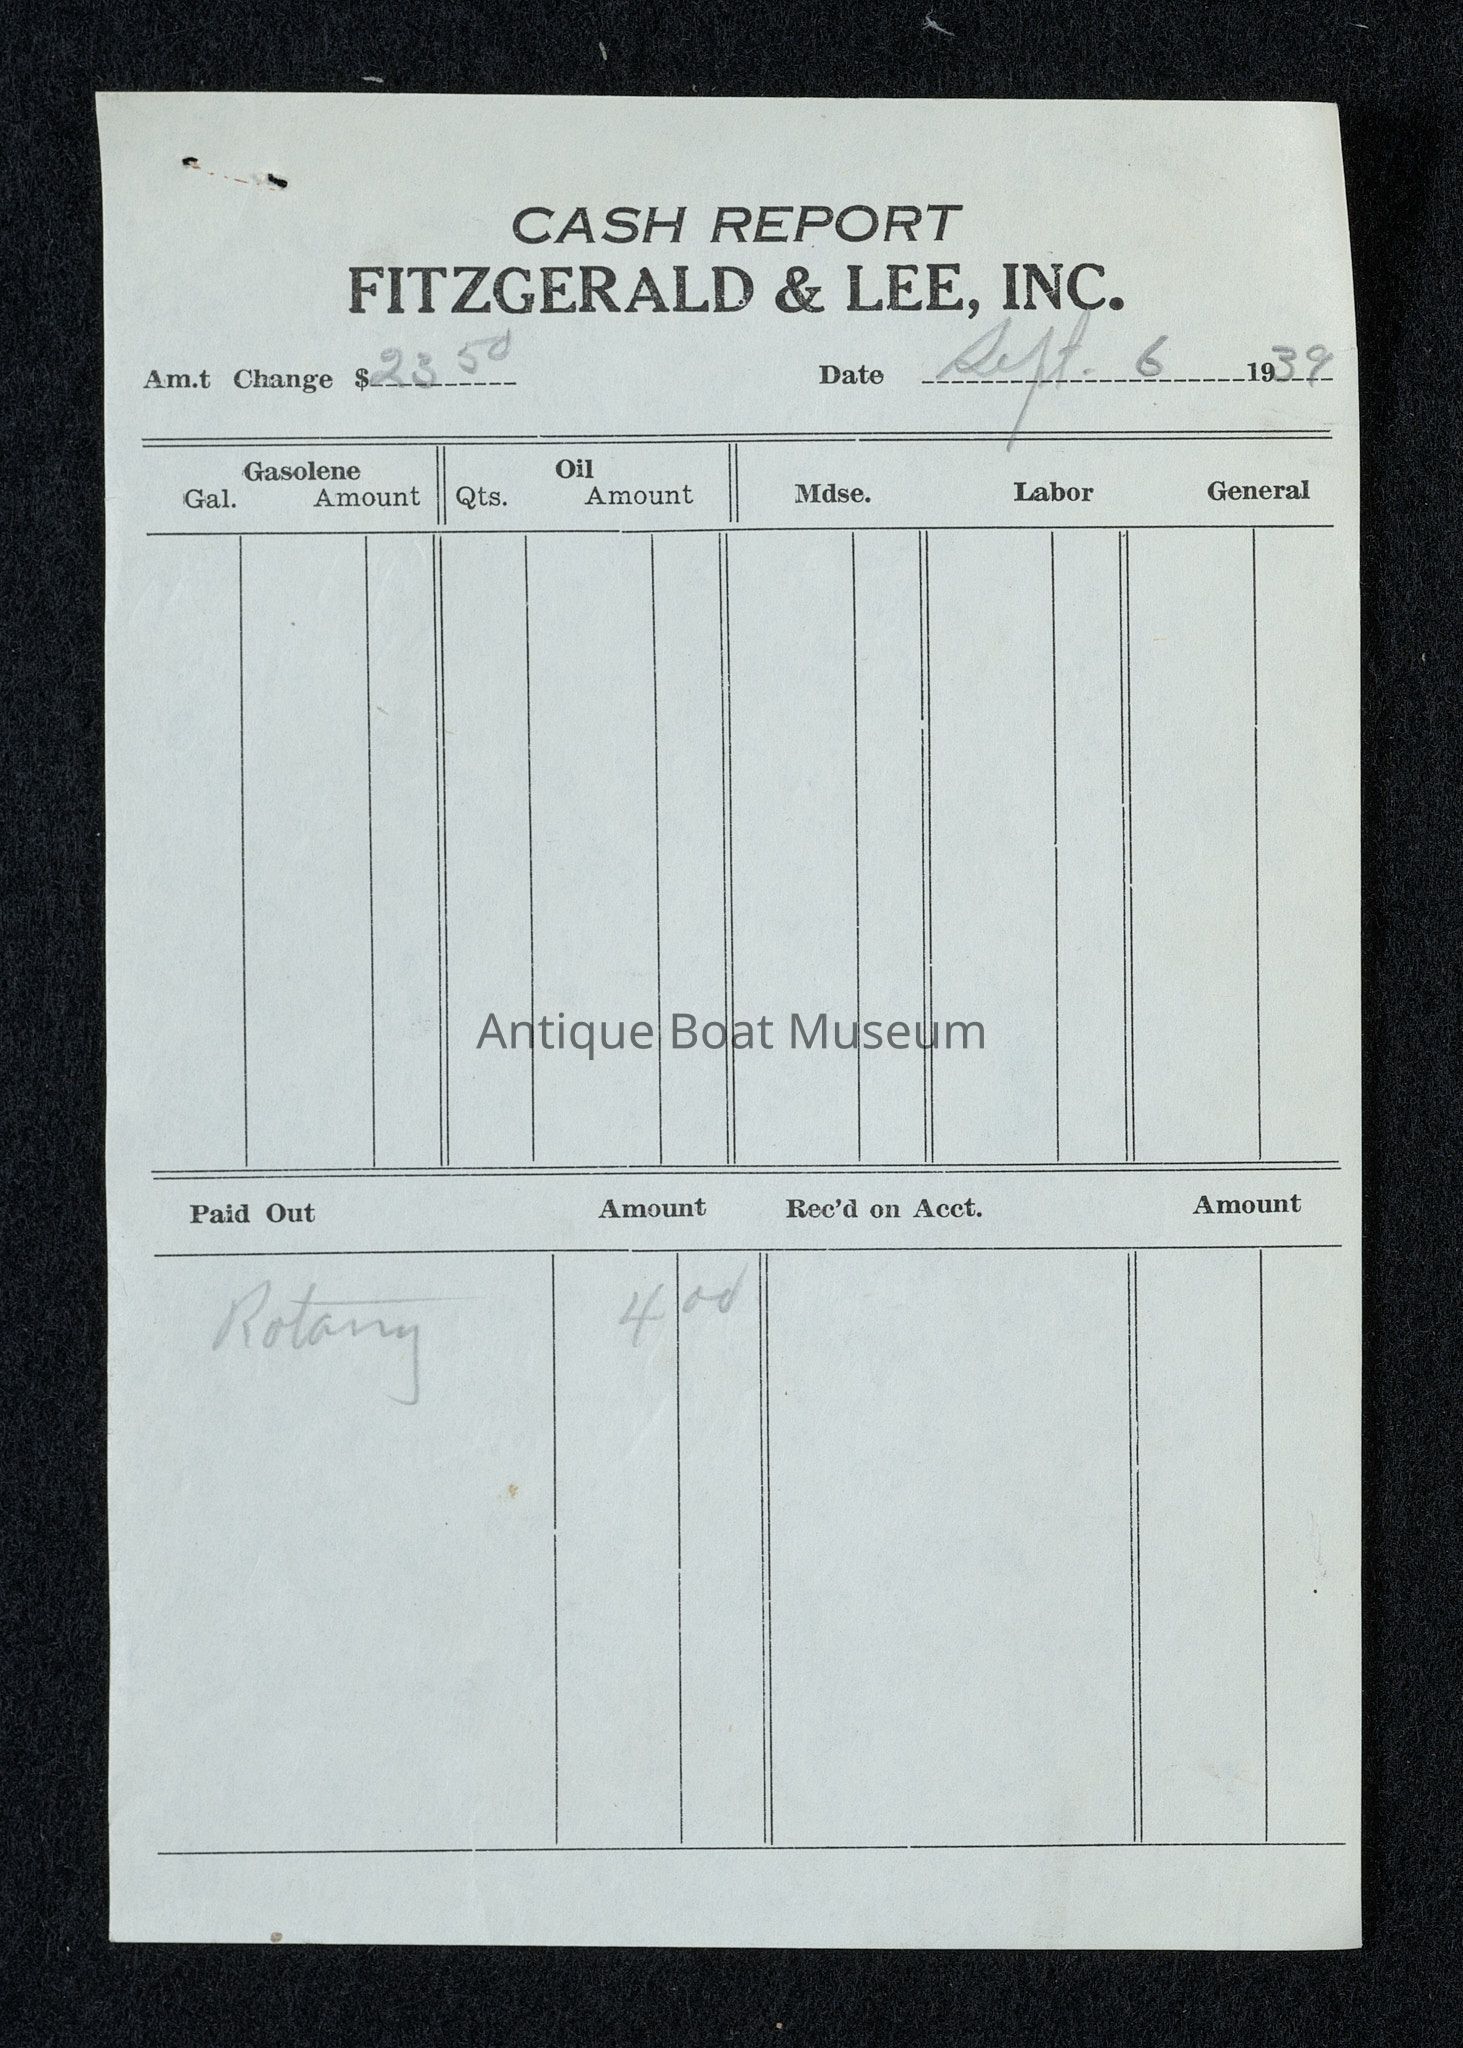 CASH REPORT
FITZGERALD & LEE, INC.
Am.t Change $23 50
Date Sept. 6 1939
Gasolene
Oil
Gal. Amount Qts. Amount Mdse. Labor General
Antique Boat Museum
Paid Out Amount Rec'd on Acct. Amount
Rotary 4 00